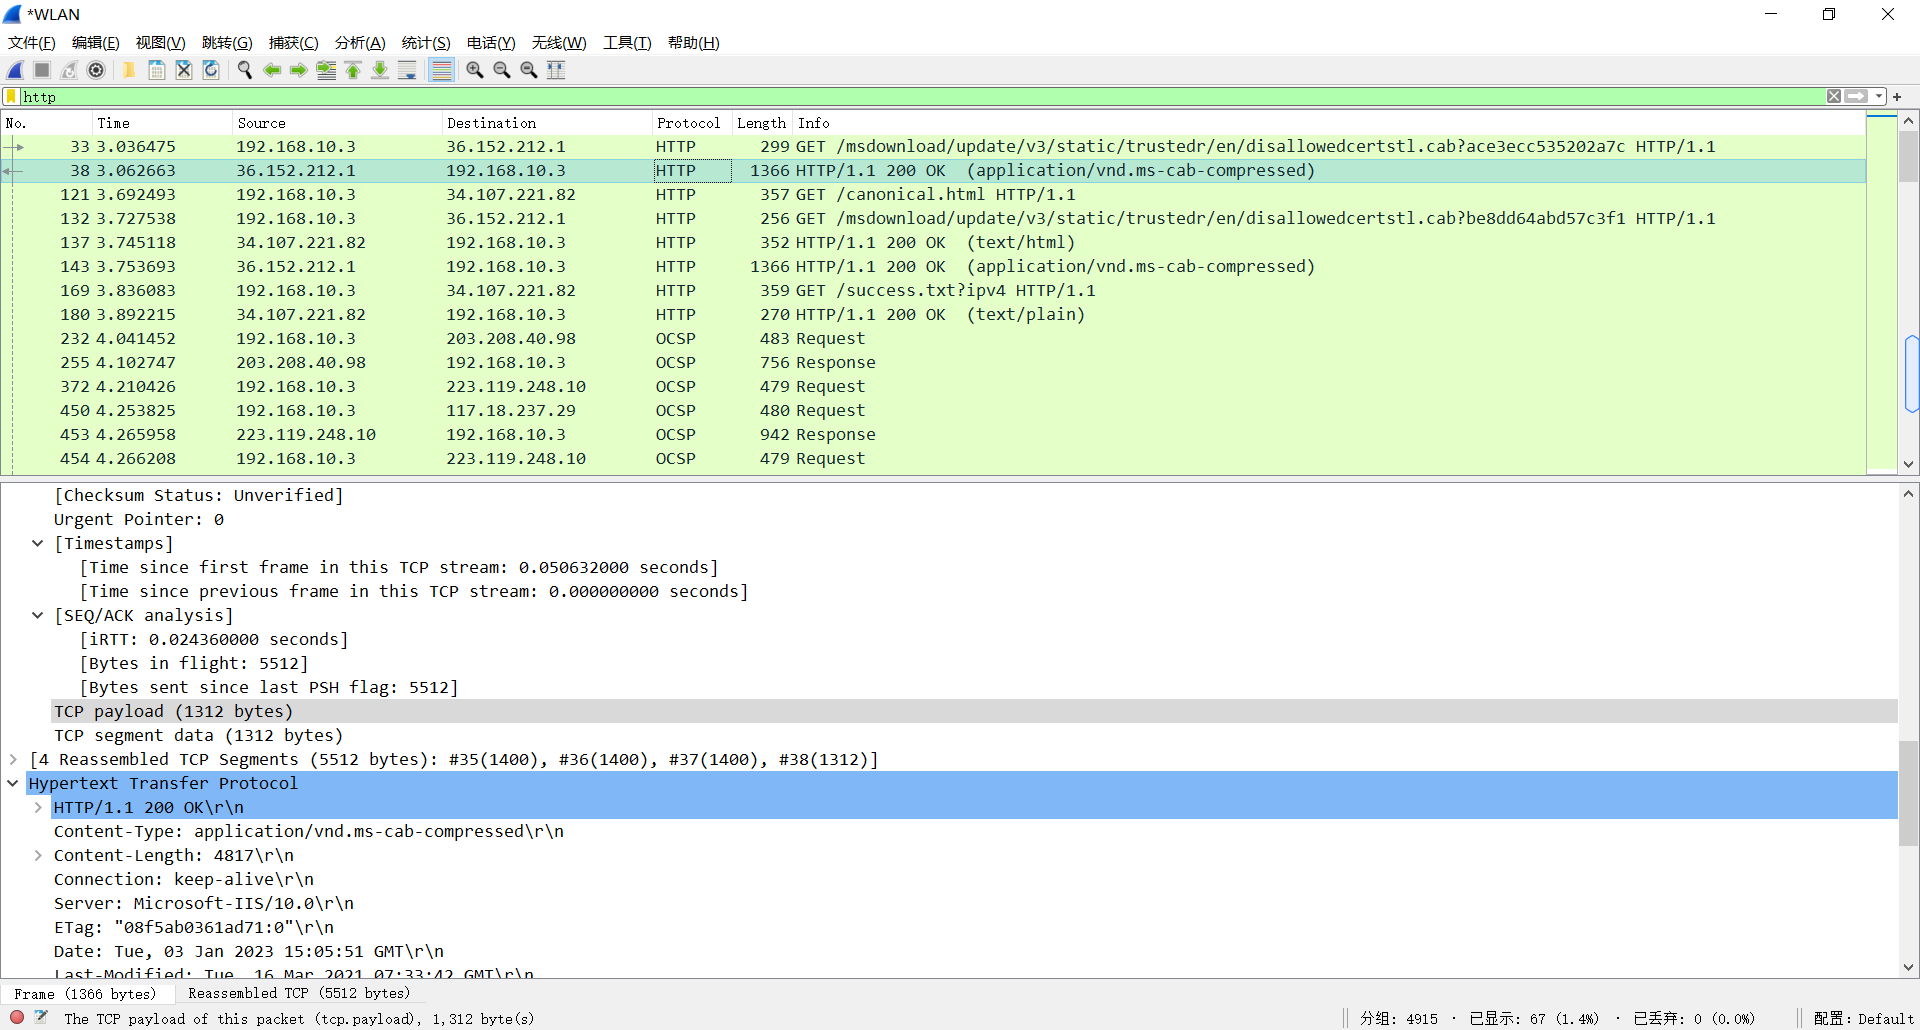 *WLAN
文件(F) 编辑(E) 视图(V) 跳转(G) 捕获(C) 分析(A) 统计(S) 电话(Y) 无线(W) 工具(T) 帮助(H)
http
No. Time Source Destination Protocol Length Info
33 3.036475 192.168.10.3 36.152.212.1 HTTP 299 GET /msdownload/update/v3/static/trustedr/en/disallowedcertstl.cab?ace3ecc535202a7c HTTP/1.1
38 3.062663 36.152.212.1 192.168.10.3 HTTP 1366 HTTP/1.1 200 OK (application/vnd.ms-cab-compressed)
121 3.692493 192.168.10.3 34.107.221.82 HTTP 357 GET /canonical.html HTTP/1.1
132 3.727538 192.168.10.3 36.152.212.1 HTTP 256 GET /msdownload/update/v3/static/trustedr/en/disallowedcertstl.cab?be8dd64abd57c3f1 HTTP/1.1
137 3.745118 34.107.221.82 192.168.10.3 HTTP 352 HTTP/1.1 200 OK (text/html)
143 3.753693 36.152.212.1 192.168.10.3 HTTP 1366 HTTP/1.1 200 OK (application/vnd.ms-cab-compressed)
169 3.836083 192.168.10.3 34.107.221.82 HTTP 359 GET /success.txt?ipv4 HTTP/1.1
180 3.892215 34.107.221.82 192.168.10.3 HTTP 270 HTTP/1.1 200 OK (text/plain)
232 4.041452 192.168.10.3 203.208.40.98 OCSP 483 Request
255 4.102747 203.208.40.98 192.168.10.3 OCSP 756 Response
372 4.210426 192.168.10.3 223.119.248.10 OCSP 479 Request
450 4.253825 192.168.10.3 117.18.237.29 OCSP 480 Request
453 4.265958 223.119.248.10 192.168.10.3 OCSP 942 Response
454 4.266208 192.168.10.3 223.119.248.10 OCSP 479 Request
[Checksum Status: Unverified]
Urgent Pointer: 0
[Timestamps]
[Time since first frame in this TCP stream: 0.050632000 seconds]
[Time since previous frame in this TCP stream: 0.000000000 seconds]
[SEQ/ACK analysis]
[iRTT: 0.024360000 seconds]
[Bytes in flight: 5512]
[Bytes sent since last PSH flag: 5512]
TCP payload (1312 bytes)
TCP segment data (1312 bytes)
[4 Reassembled TCP Segments (5512 bytes): #35(1400), #36(1400), #37(1400), #38(1312)]
Hypertext Transfer Protocol
HTTP/1.1 200 OK\r\n
Content-Type: application/vnd.ms-cab-compressed\r\n
Content-Length: 4817\r\n
Connection: keep-alive\r\n
Server: Microsoft-IIS/10.0\r\n
ETag: "08f5ab0361ad71:0"\r\n
Date: Tue, 03 Jan 2023 15:05:51 GMT\r\n
Last-Modified: Tue, 16 Mar 2021 07:33:42 GMT\r\n
Frame (1366 bytes) Reassembled TCP (5512 bytes)
The TCP payload of this packet (tcp.payload), 1,312 byte(s) 分组: 4915 · 已显示: 67 (1.4%) · 已丢弃: 0 (0.0%) 配置: Default